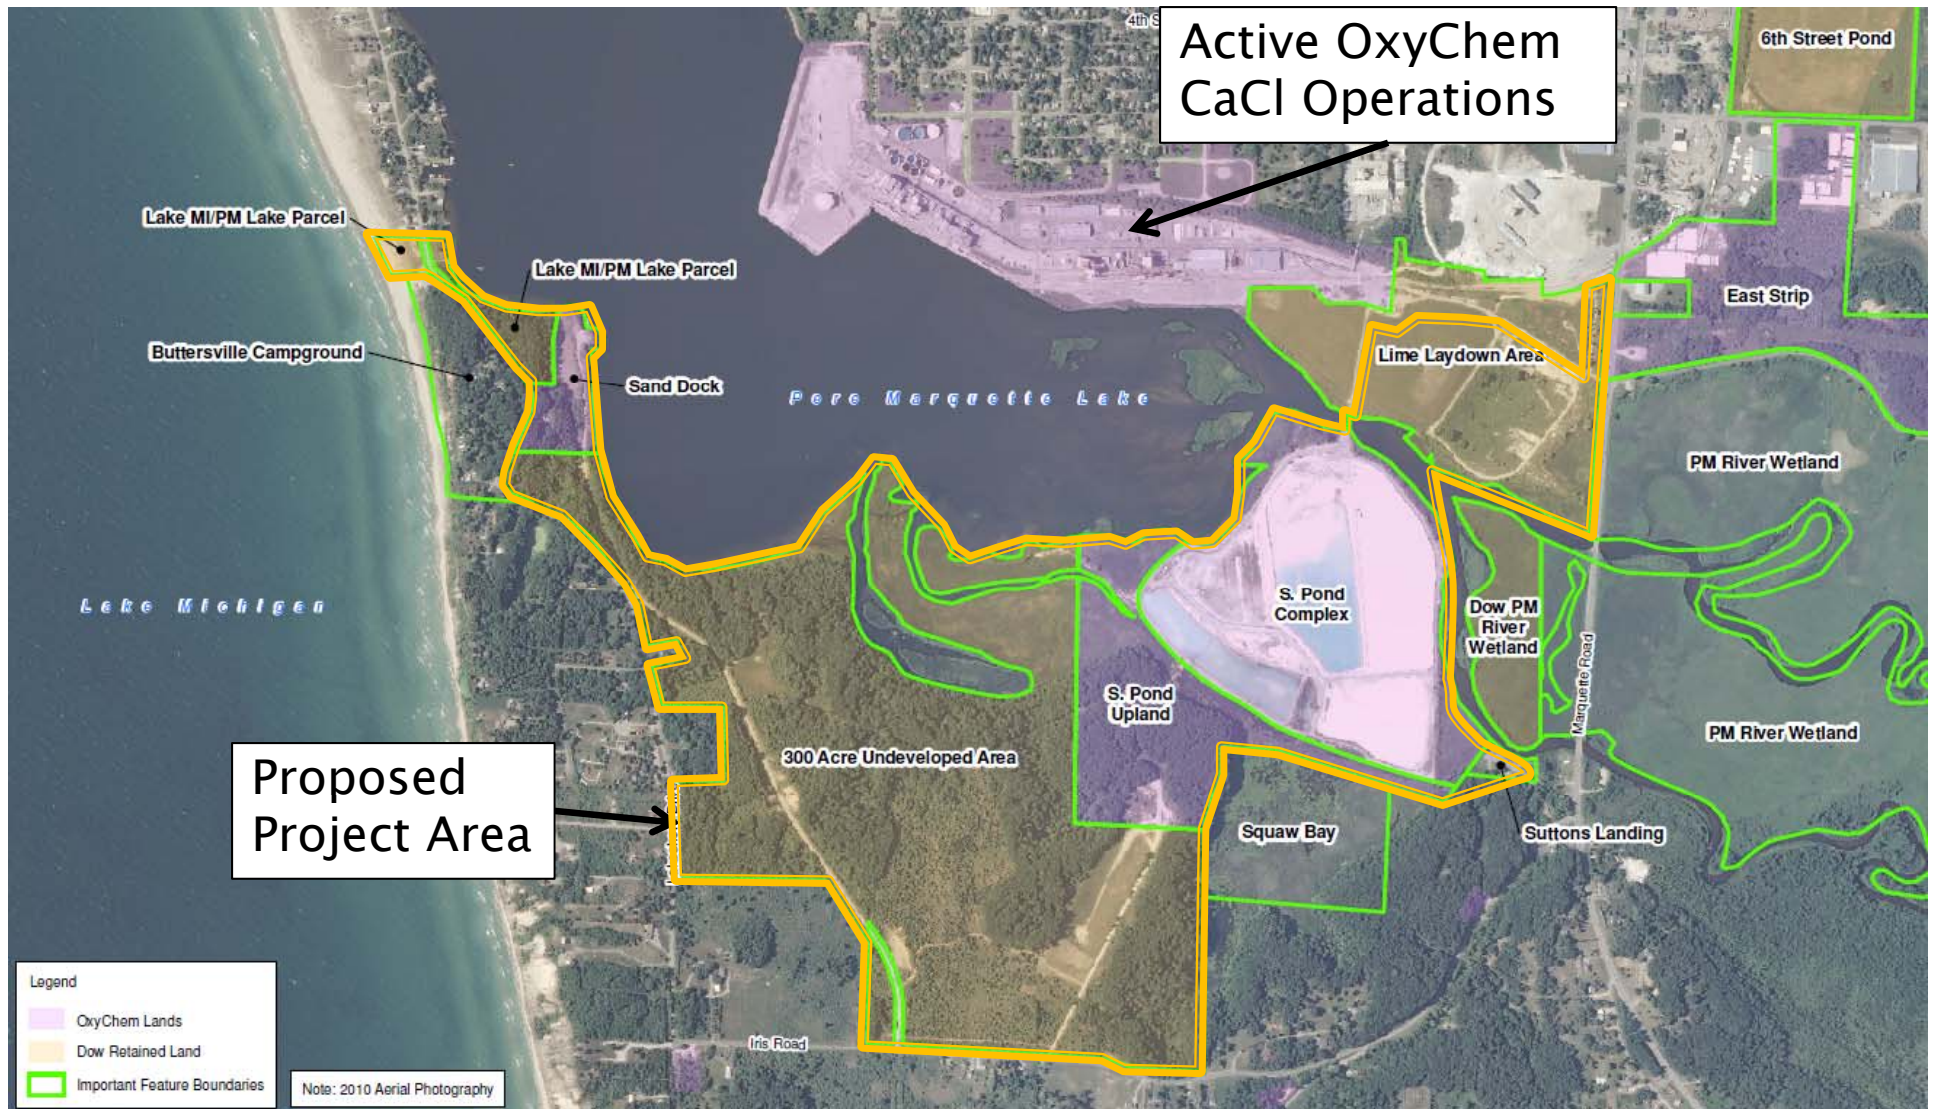 4th S
Active OxyChem
CaCl Operations
6th Street Pond
Lake MI/PM Lake Parcel
Lake MI/PM Lake Parcel
East Strip
Buttersville Campground
Lime Laydown Area
Sand Dock
Pere Marquette Lake
PM River Wetland
Lake Michigan
S. Pond
Complex
Dow PM
River
Wetland
S. Pond
Upland
Marquette Road
PM River Wetland
300 Acre Undeveloped Area
Proposed
Project Area
Squaw Bay
Suttons Landing
Iris Road
Legend
OxyChem Lands
Dow Retained Land
Important Feature Boundaries
Note: 2010 Aerial Photography